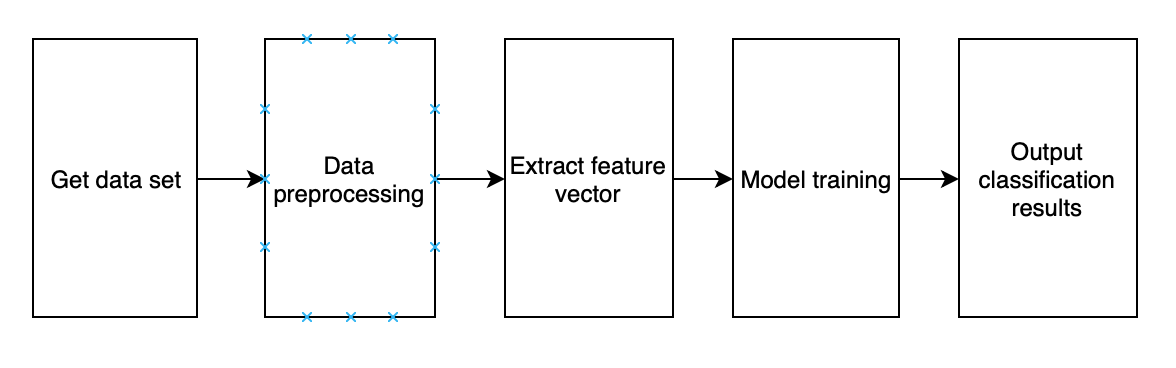 Get data set
Data
preprocessing
Extract feature
vector
Model training
Output
classification
results